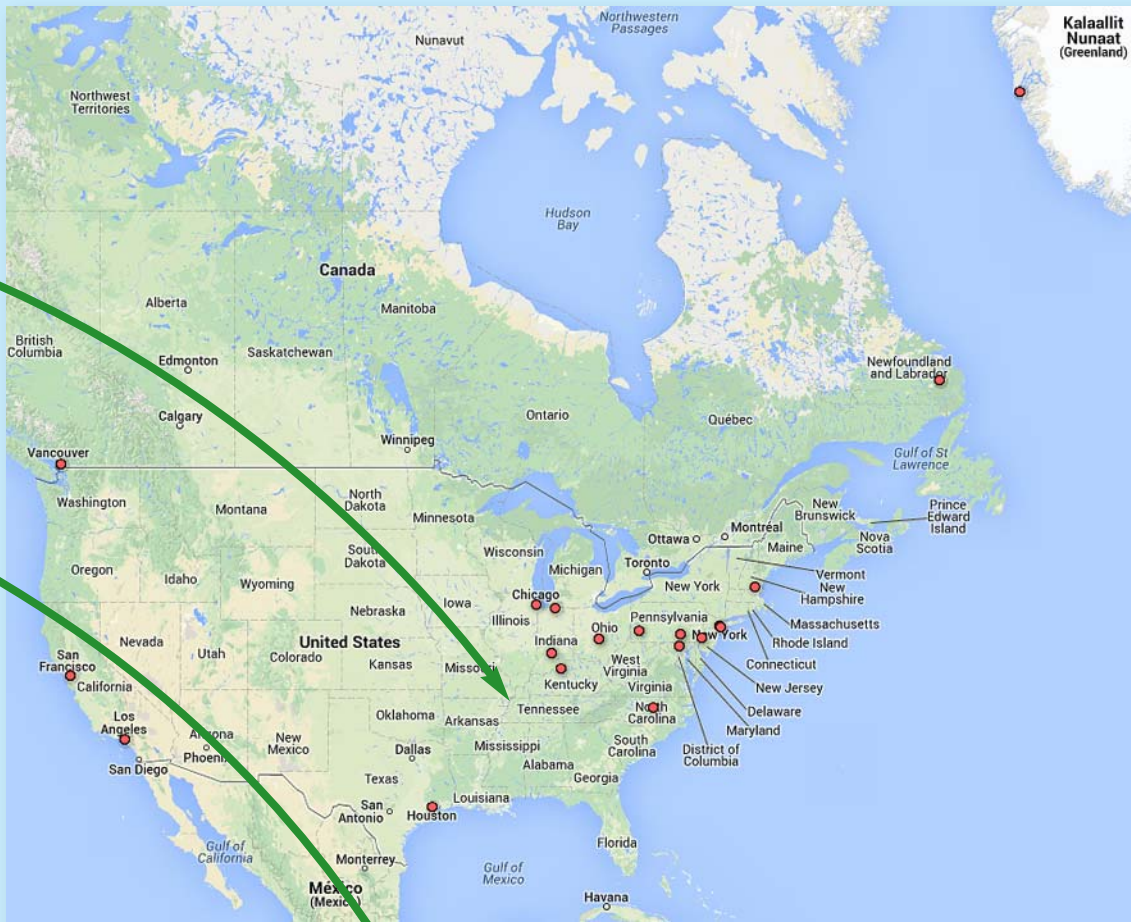 Northwestern
Passages
Kalaallit
Nunaat
(Greenland)
Nunavut
Northwest
Territories
Hudson
Bay
Canada
Alberta
Manitoba
British
Columbia
Edmonton
Saskatchewan
Newfoundland
and Labrador
Ontario
Québec
Calgary
Winnipeg
Gulf of St
Lawrence
Vancouver
Washington
Montana
North
Dakota
Minnesota
New
Brunswick
Prince
Edward
Island
Nova
Scotia
Ottawa
Montréal
Maine
Toronto
Wisconsin
Michigan
South
Dakota
Oregon
Idaho
Wyoming
Vermont
New
Hampshire
New York
Chicago
Iowa
Nebraska
Illinois
Pennsylvania
Massachusetts
Rhode Island
Ohio
New York
Indiana
Nevada
Utah
United States
Colorado
Kansas
Missouri
West
Virginia
Connecticut
San
Francisco
California
Kentucky
Virginia
New Jersey
Delaware
Maryland
Los
Angeles
Arizona
Phoenix
New
Mexico
Oklahoma
Arkansas
Tennessee
North
Carolina
San Diego
Dallas
Mississippi
South
Carolina
District of
Columbia
Alabama
Texas
Georgia
San
Antonio
Louisiana
Houston
Gulf of
California
Monterrey
Gulf of
Mexico
Florida
México
(Mexico)
Havana